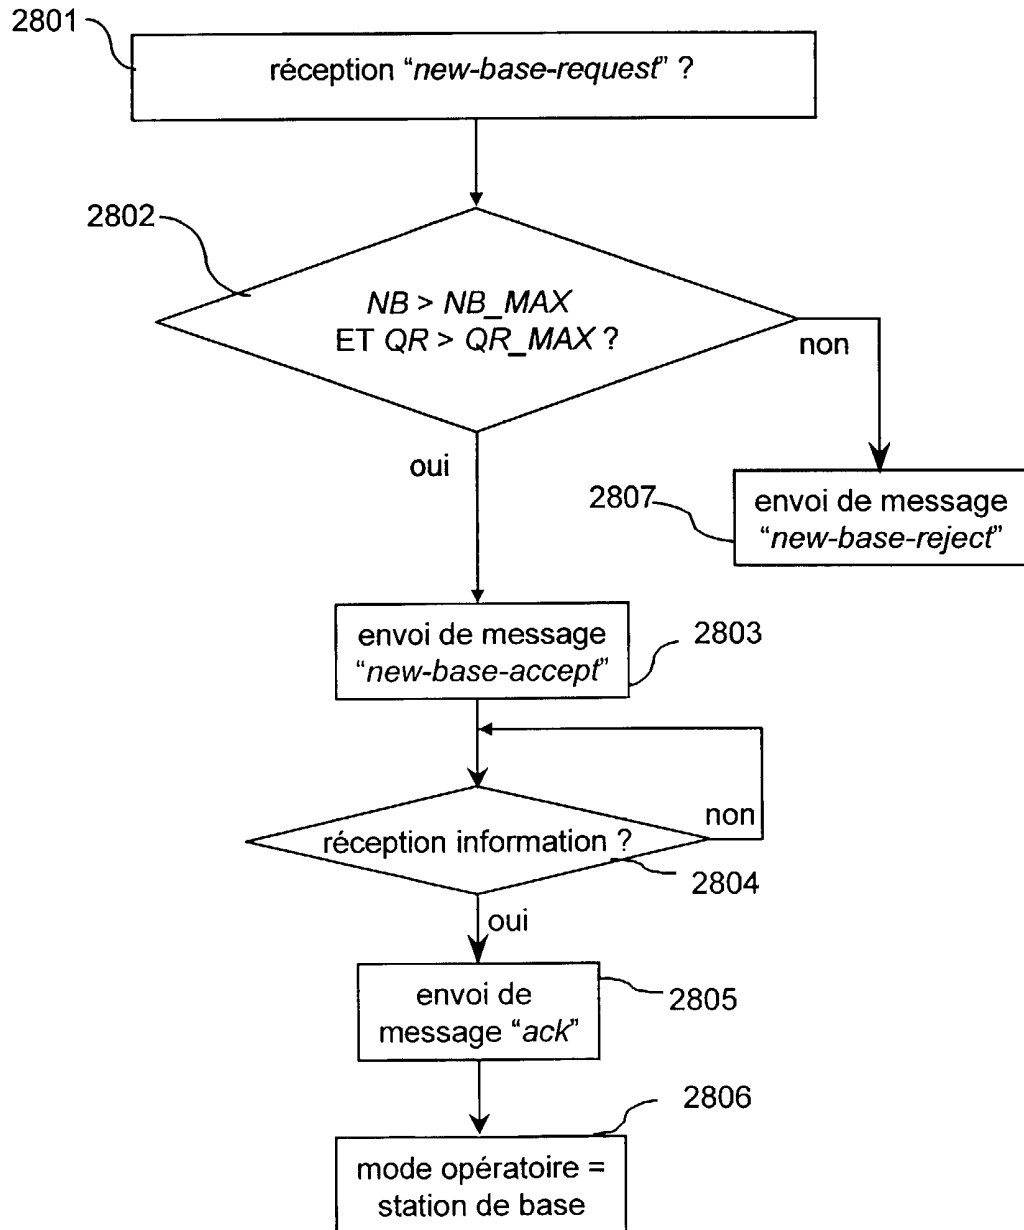 2801
réception “new-base-request” ?
2802
NB > NB_MAX
ET QR > QR_MAX ?
non
oui
2807
envoi de message
“new-base-reject”
envoi de message
“new-base-accept”
2803
non
réception information ?
2804
oui
envoi de
message “ack”
2805
2806
mode opératoire =
station de base